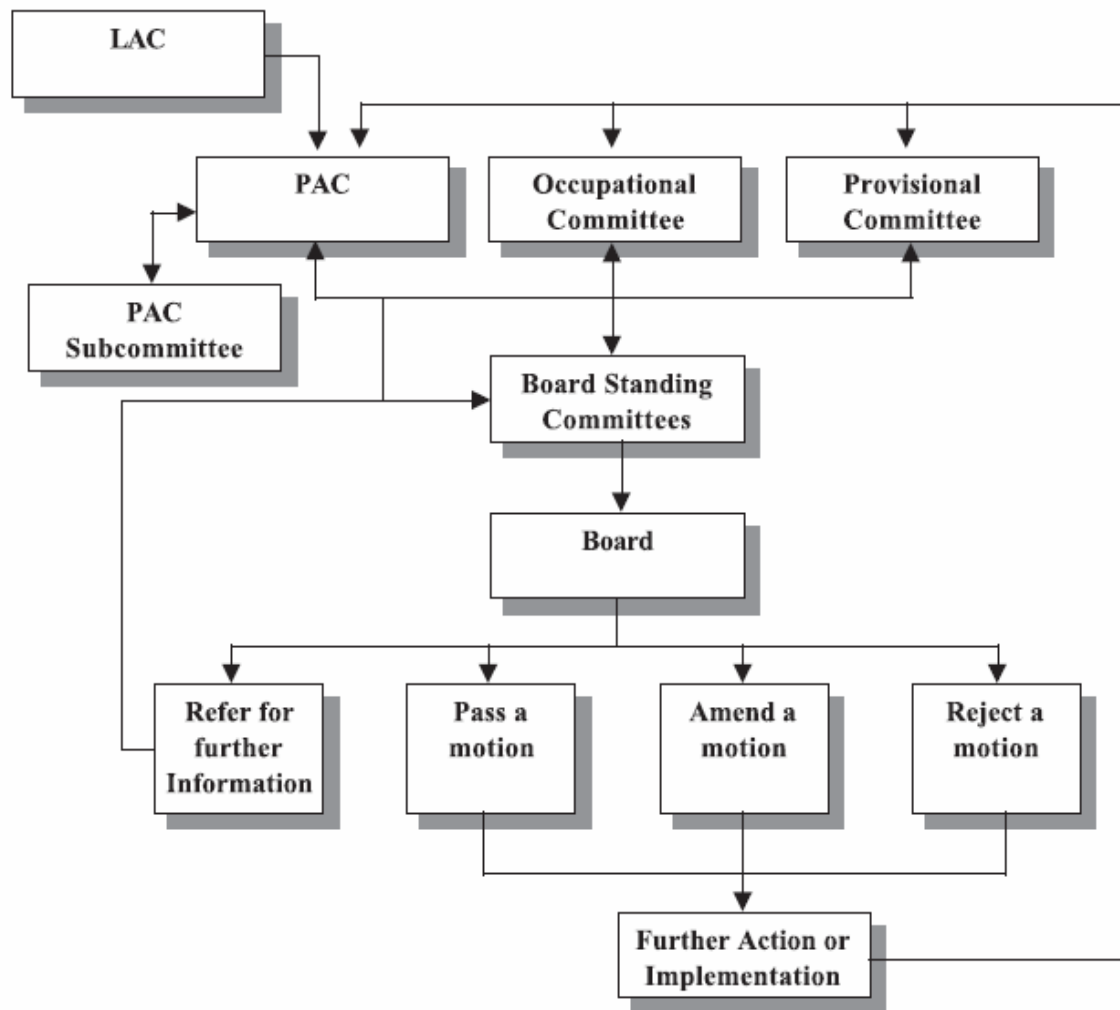 LAC
PAC
Occupational
Committee
Provisional
Committee
PAC
Subcommittee
Board Standing
Committees
Board
Refer for
further
Information
Pass a
motion
Amend a
motion
Reject a
motion
Further Action or
Implementation